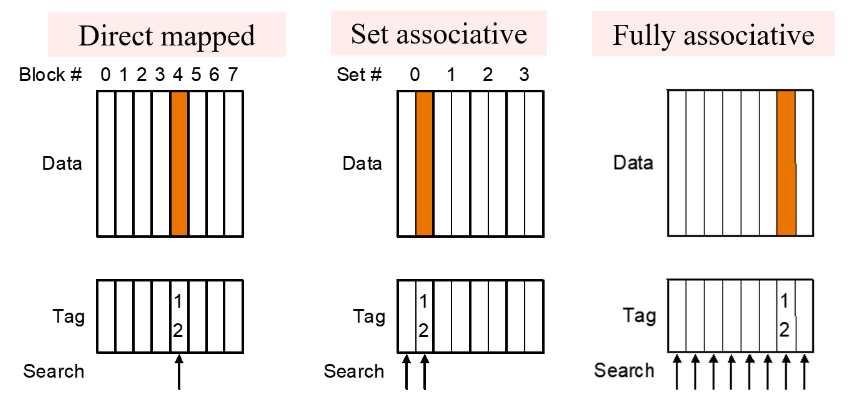 Direct mapped
Block # 0 1 2 3 4 5 6 7
Data
Tag
1
2
Search
Set associative
Set # 0 1 2 3
Data
Tag
1
2
Search
Fully associative
Data
Tag
1
2
Search